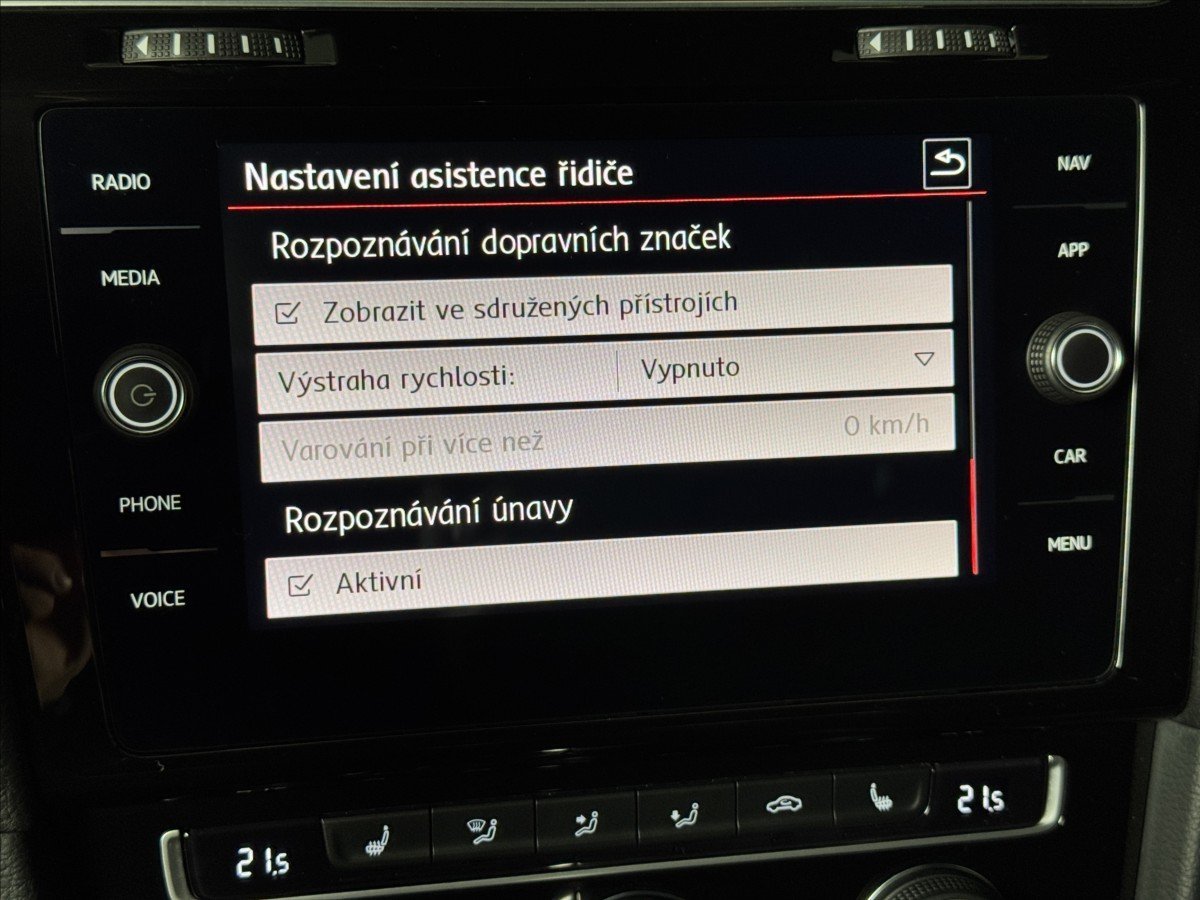 RADIO
MEDIA
PHONE
VOICE
Nastavení asistence řidiče
Rozpoznávání dopravních značek
Zobrazit ve sdružených přístrojích
Výstraha rychlosti: Vypnuto
Varování při více než 0 km/h
Rozpoznávání únavy
Aktivní
NAV
APP
CAR
MENU
21.5
21.5